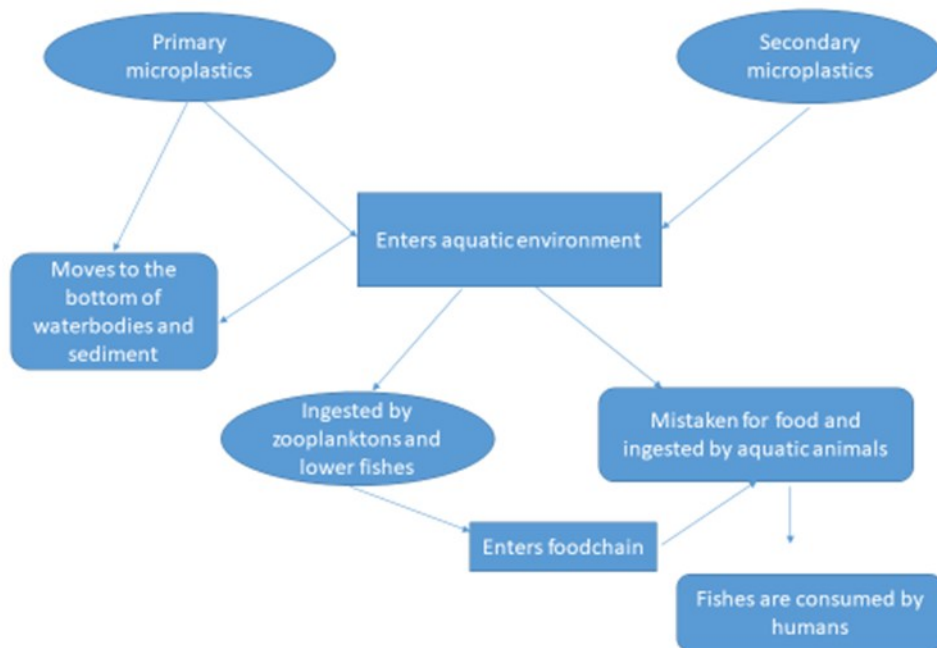 Primary
microplastics
Secondary
microplastics
Enters aquatic environment
Moves to the
bottom of
waterbodies and
sediment
Ingested by
zooplanktons and
lower fishes
Mistaken for food and
ingested by aquatic animals
Enters foodchain
Fishes are consumed by
humans